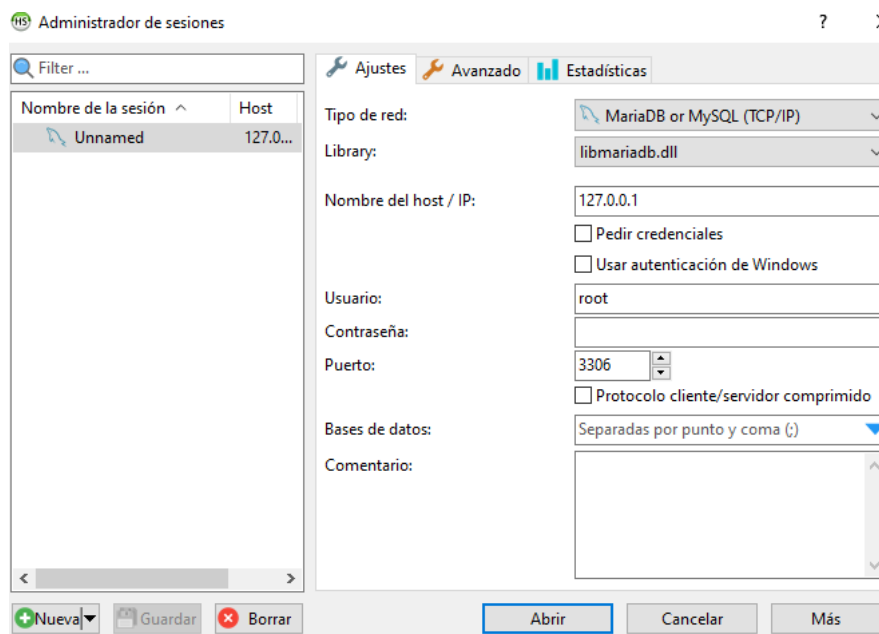 HS Administrador de sesiones ?
Filter ...
Nombre de la sesión Host
Unnamed 127.0...
Ajustes Avanzado Estadísticas
Tipo de red: MariaDB or MySQL (TCP/IP)
Library: libmariadb.dll
Nombre del host / IP: 127.0.0.1
Pedir credenciales
Usar autenticación de Windows
Usuario: root
Contraseña:
Puerto: 3306
Protocolo cliente/servidor comprimido
Bases de datos: Separadas por punto y coma (;)
Comentario:
Nueva Guardar Borrar Abrir Cancelar Más